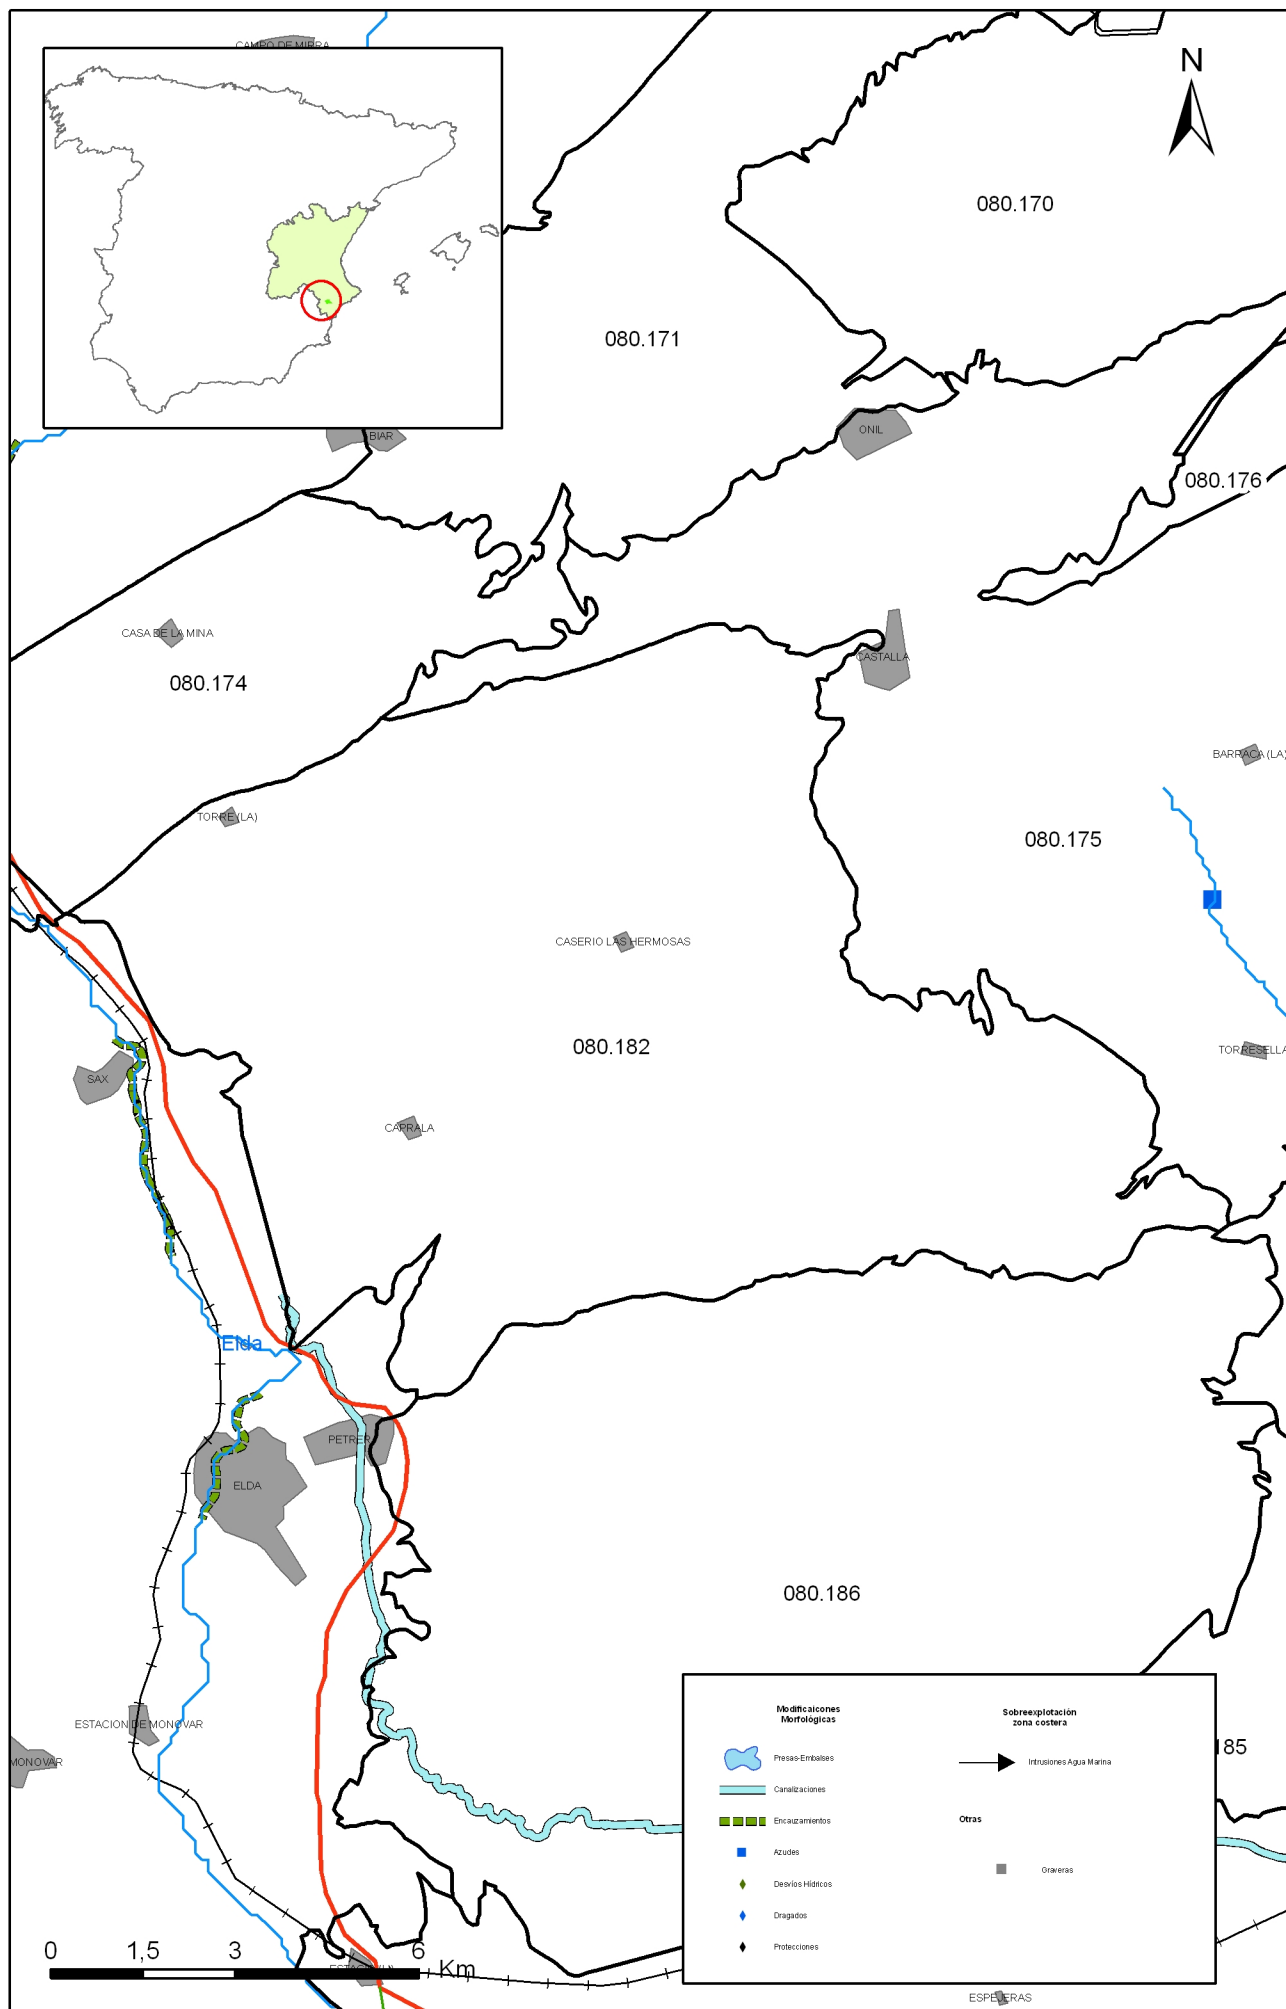 CAMPO DE MIRRA
N
080.170
080.171
BIAR
ONIL
080.176
CASA DE LA MINA
080.174
CASTALLA
BARRACA (LA)
TORRE (LA)
080.175
CASERIO LAS HERMOSAS
080.182
TORRESELLA
SAX
CAPRALA
Elda
PETRER
ELDA
080.186
ESTACION DE MONOVAR
MONOVAR
185
Modificaicones
Morfológicas
Presas-Embalses
Canalizaciones
Encauzamientos
Azudes
Desvíos Hídricos
Dragados
Protecciones
Sobreexplotación
zona costera
Intrusiones Agua Marina
Otras
Graveras
0 1,5 3 6
Km
ESPEJERAS